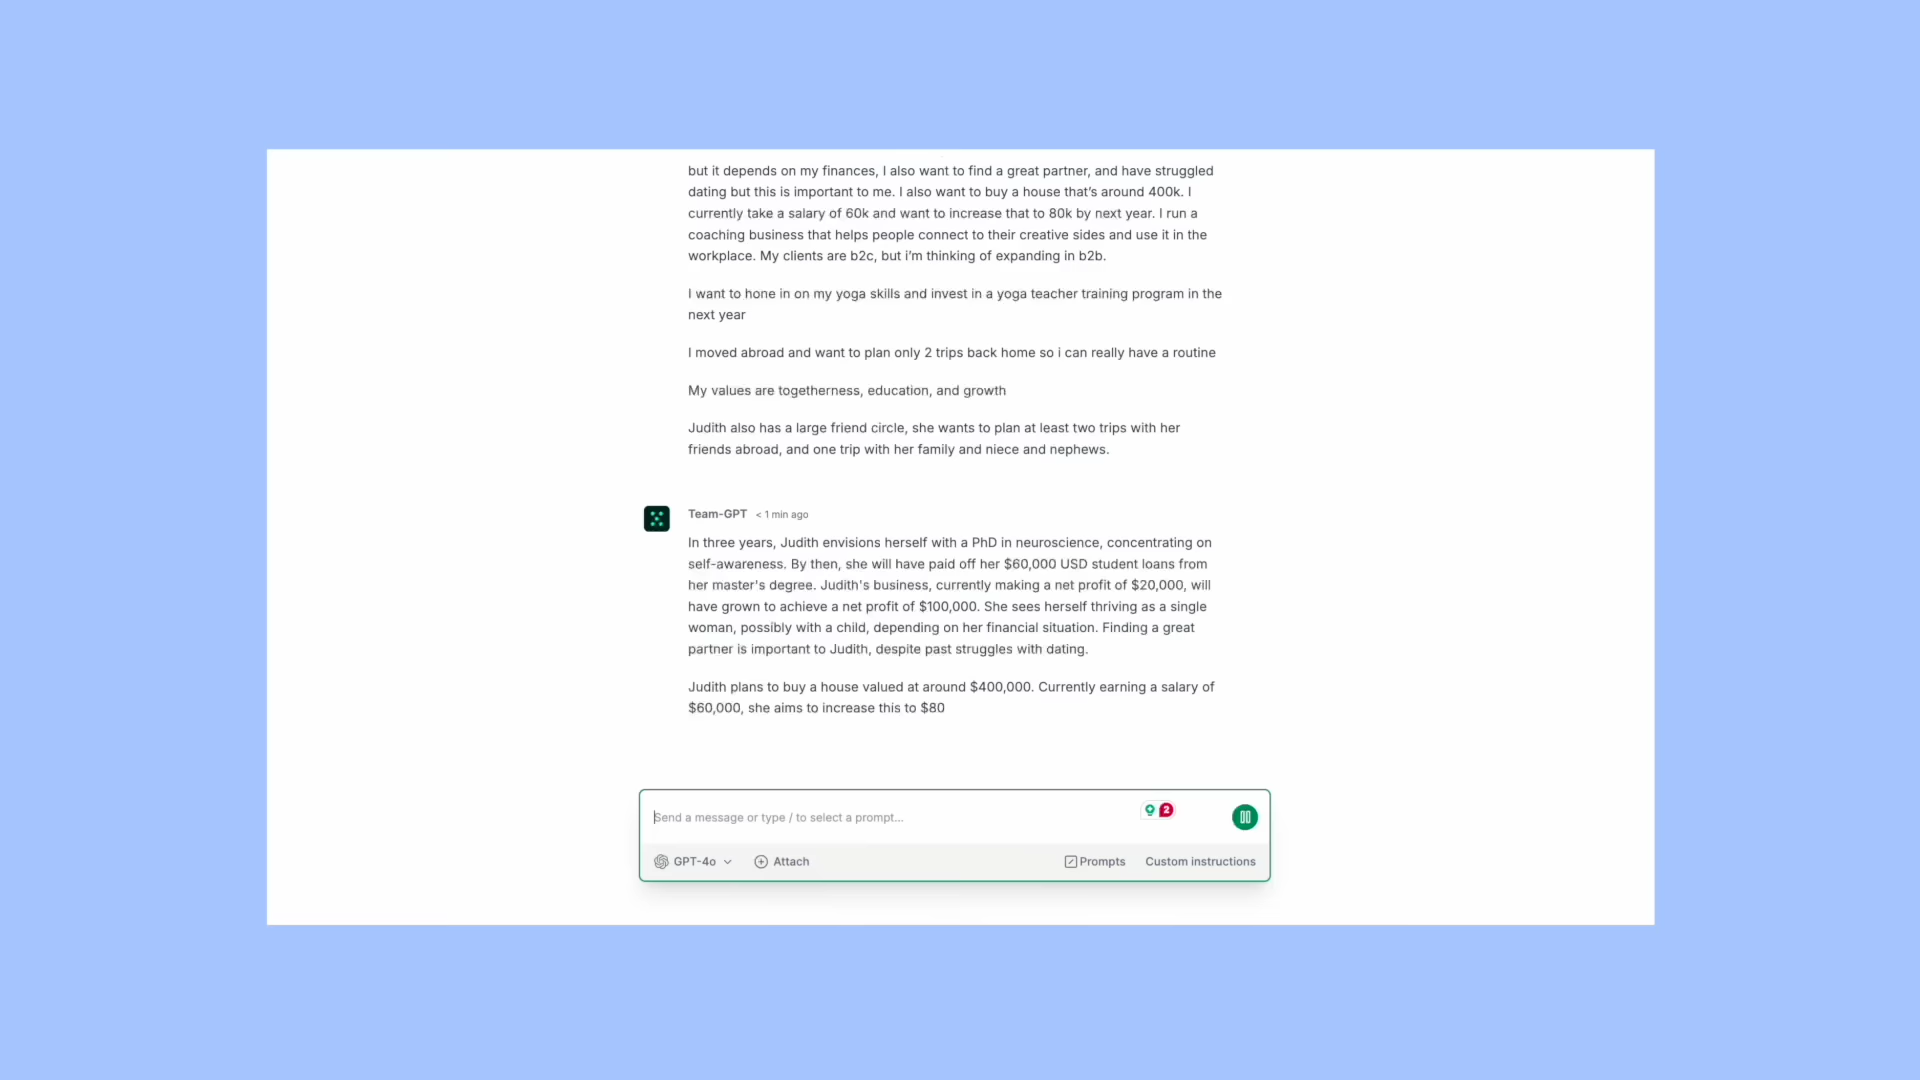 but it depends on my finances, I also want to find a great partner, and have struggled
dating but this is important to me. I also want to buy a house that's around 400k. I
currently take a salary of 60k and want to increase that to 80k by next year. I run a
coaching business that helps people connect to their creative sides and use it in the
workplace. My clients are b2c, but i'm thinking of expanding in b2b.
I want to hone in on my yoga skills and invest in a yoga teacher training program in the
next year
I moved abroad and want to plan only 2 trips back home so i can really have a routine
My values are togetherness, education, and growth
Judith also has a large friend circle, she wants to plan at least two trips with her
friends abroad, and one trip with her family and niece and nephews.
Team-GPT < 1 min ago
In three years, Judith envisions herself with a PhD in neuroscience, concentrating on
self-awareness. By then, she will have paid off her $60,000 USD student loans from
her master's degree. Judith's business, currently making a net profit of $20,000, will
have grown to achieve a net profit of $100,000. She sees herself thriving as a single
woman, possibly with a child, depending on her financial situation. Finding a great
partner is important to Judith, despite past struggles with dating.
Judith plans to buy a house valued at around $400,000. Currently earning a salary of
$60,000, she aims to increase this to $80
Send a message or type / to select a prompt...
2
GPT-4o Attach Prompts Custom instructions